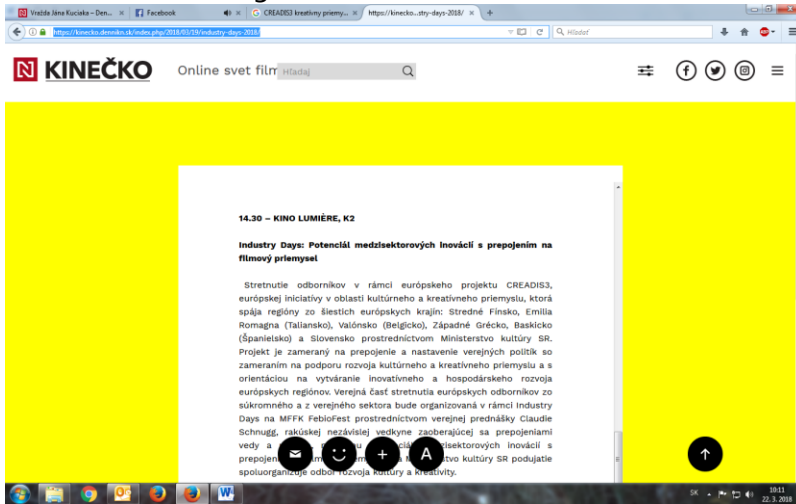 Vražda Jána Kuciaka – Den...
Facebook
CREADIS3 kreatívny priemy...
https://kinecko...stry-days-2018/
https://kinecko.dennikn.sk/index.php/2018/03/19/industry-days-2018/
Hľadať
ABP
N KINEČKO
Online svet film
Hľadaj
14.30 – KINO LUMIÈRE, K2
Industry Days: Potenciál medzisektorových inovácií s prepojením na
filmový priemysel
Stretnutie odborníkov v rámci európskeho projektu CREADIS3,
európskej iniciatívy v oblasti kultúrneho a kreatívneho priemyslu, ktorá
spája regióny zo šiestich európskych krajín: Stredné Fínsko, Emilia
Romagna (Taliansko), Valónsko (Belgicko), Západné Grécko, Baskicko
(Španielsko) a Slovensko prostredníctvom Ministerstvo kultúry SR.
Projekt je zameraný na prepojenie a nastavenie verejných politík so
zameraním na podporu rozvoja kultúrneho a kreatívneho priemyslu a s
orientáciou na vytváranie inovatívneho a hospodárskeho rozvoja
európskych regiónov. Verejná časť stretnutia európskych odborníkov zo
súkromného a z verejného sektora bude organizovaná v rámci Industry
Days na MFFK FebioFest prostredníctvom verejnej prednášky Claudie
Schnugg, rakúskej nezávislej vedkyne zaoberajúcej sa prepojeniami
vedy a
inovácií s
kultúry SR podujatie
spoluorganizuje odbor rozvoja kultúry a kreativity.
A
SK
10:11
22. 3. 2018